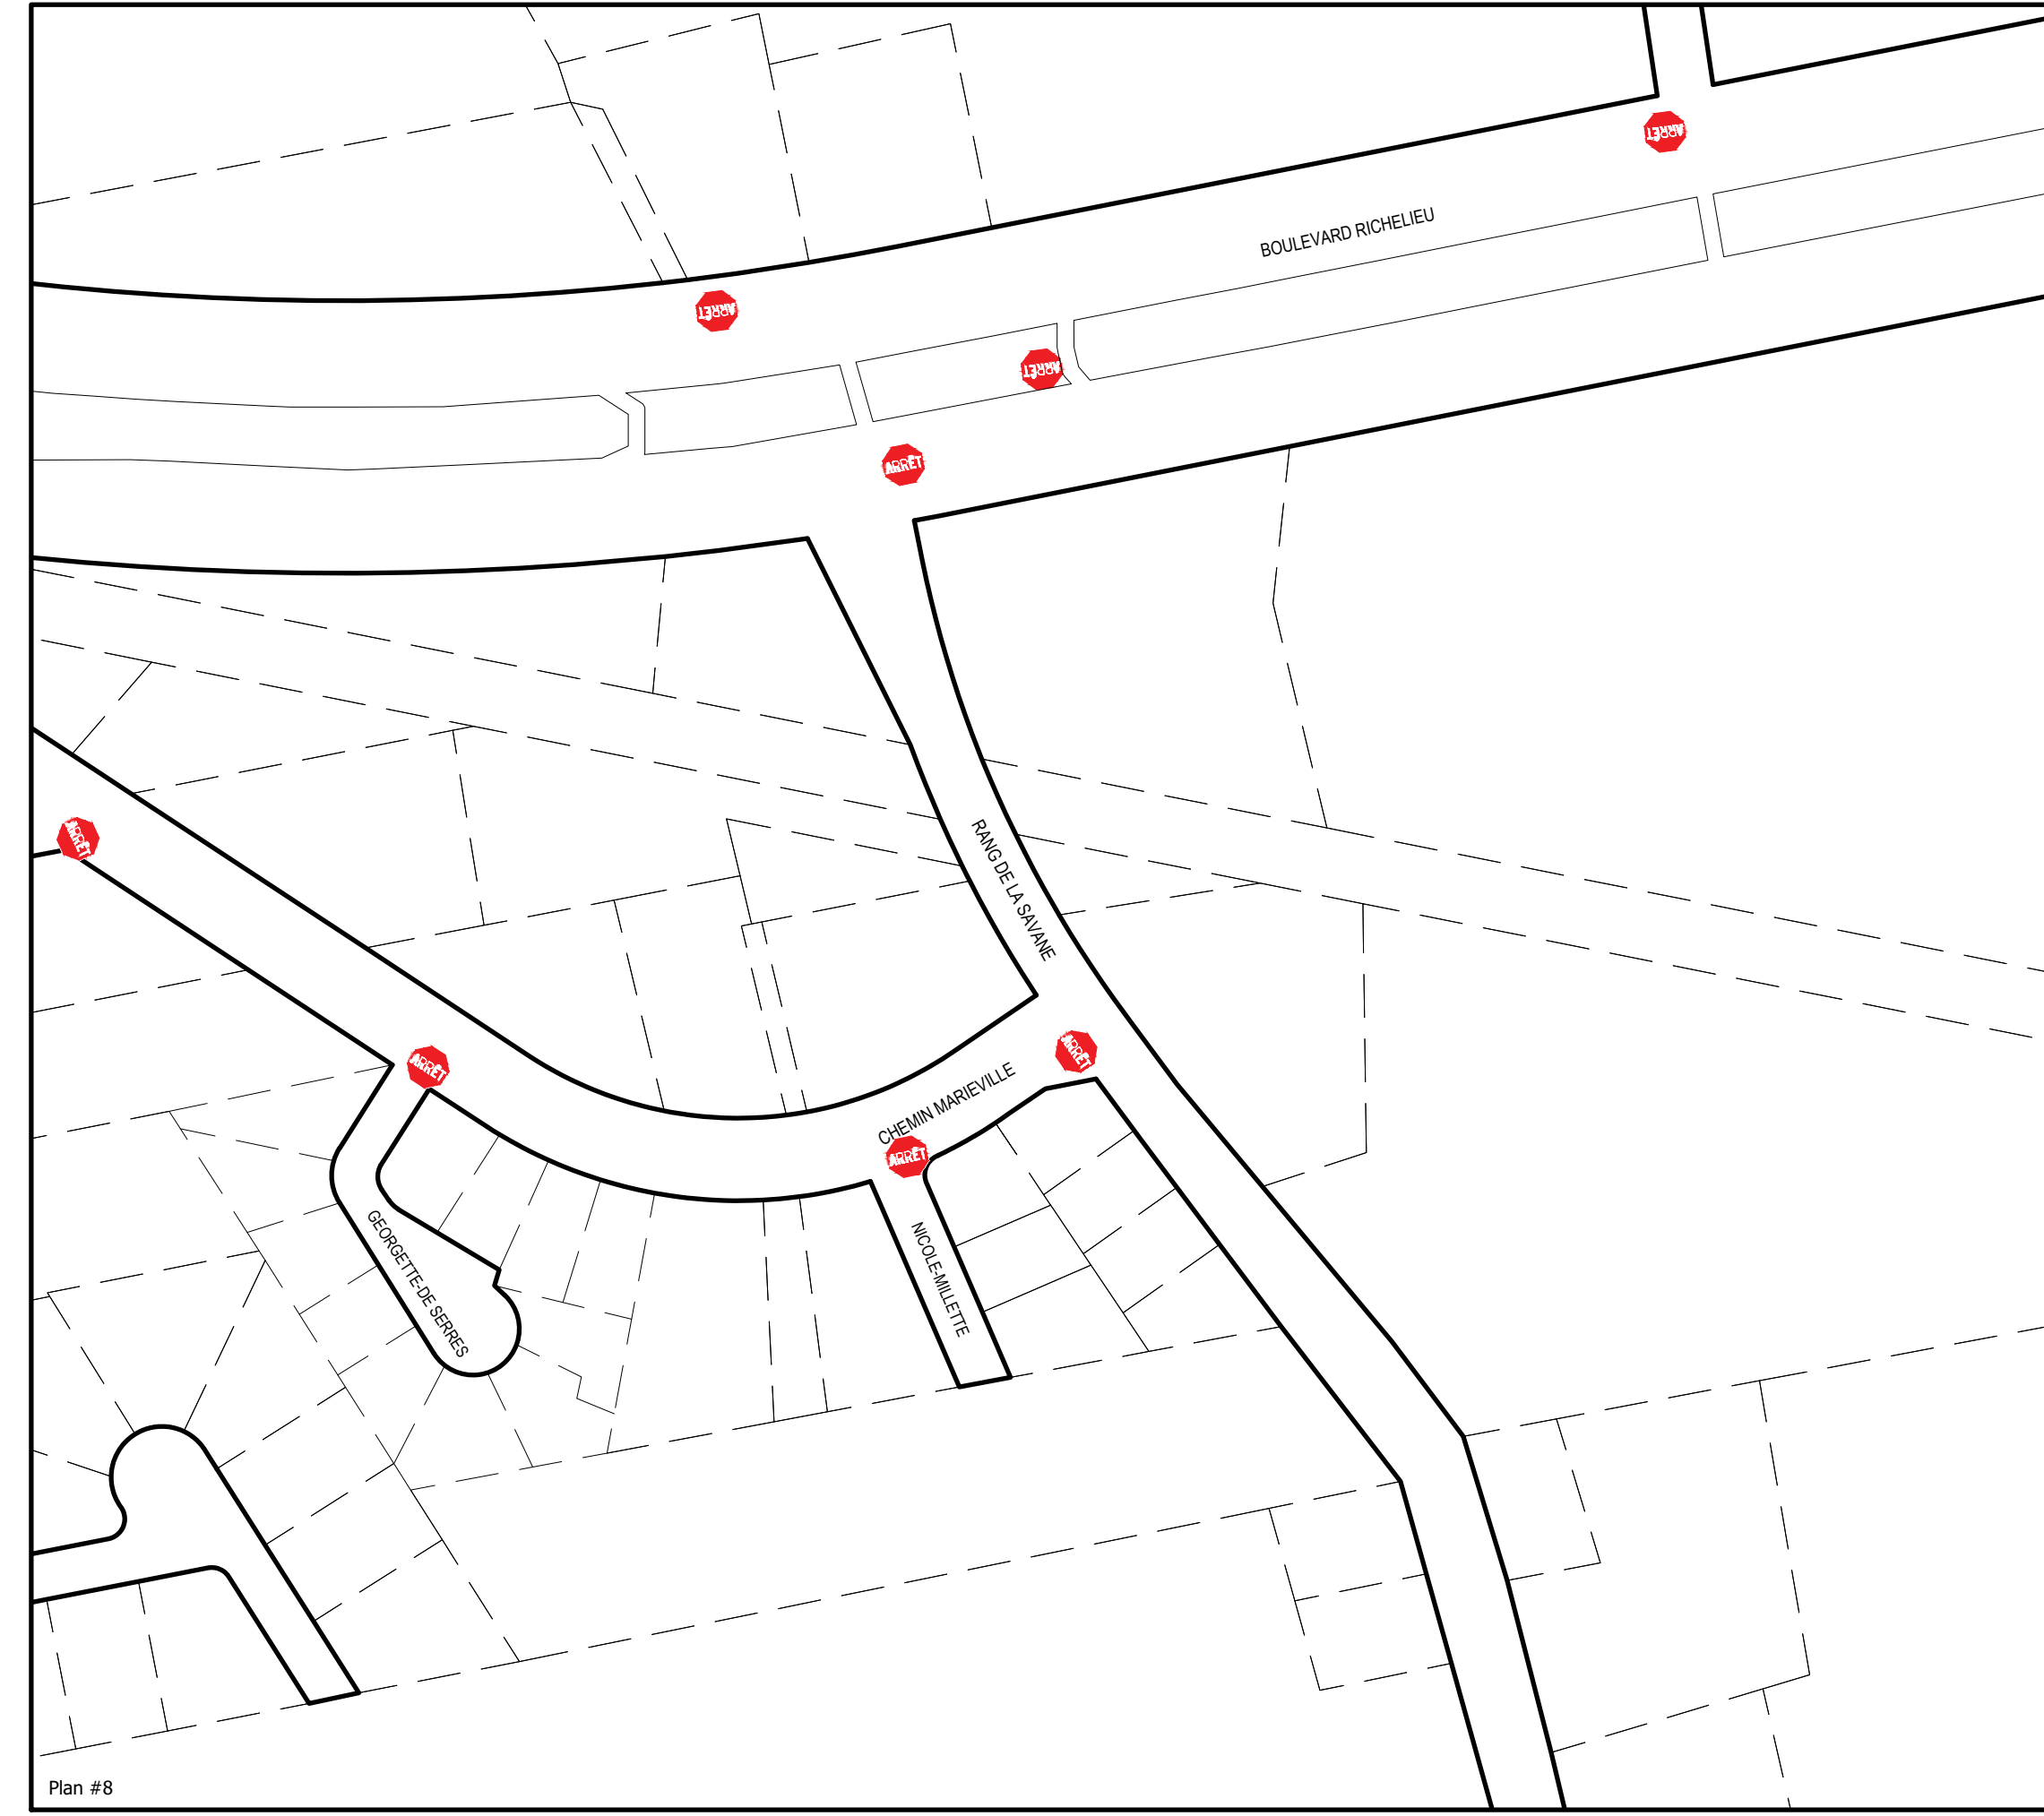 ARRÊT
BOULEVARD RICHELIEU
ARRÊT
ARRÊT
ARRÊT
ARRÊT
RANG DE LA SAVANE
ARRÊT
ARRÊT
CHEMIN MARIEVILLE
ARRÊT
GEORGETTE-DE SERRES
NICOLE-MILLETTE
Plan #8